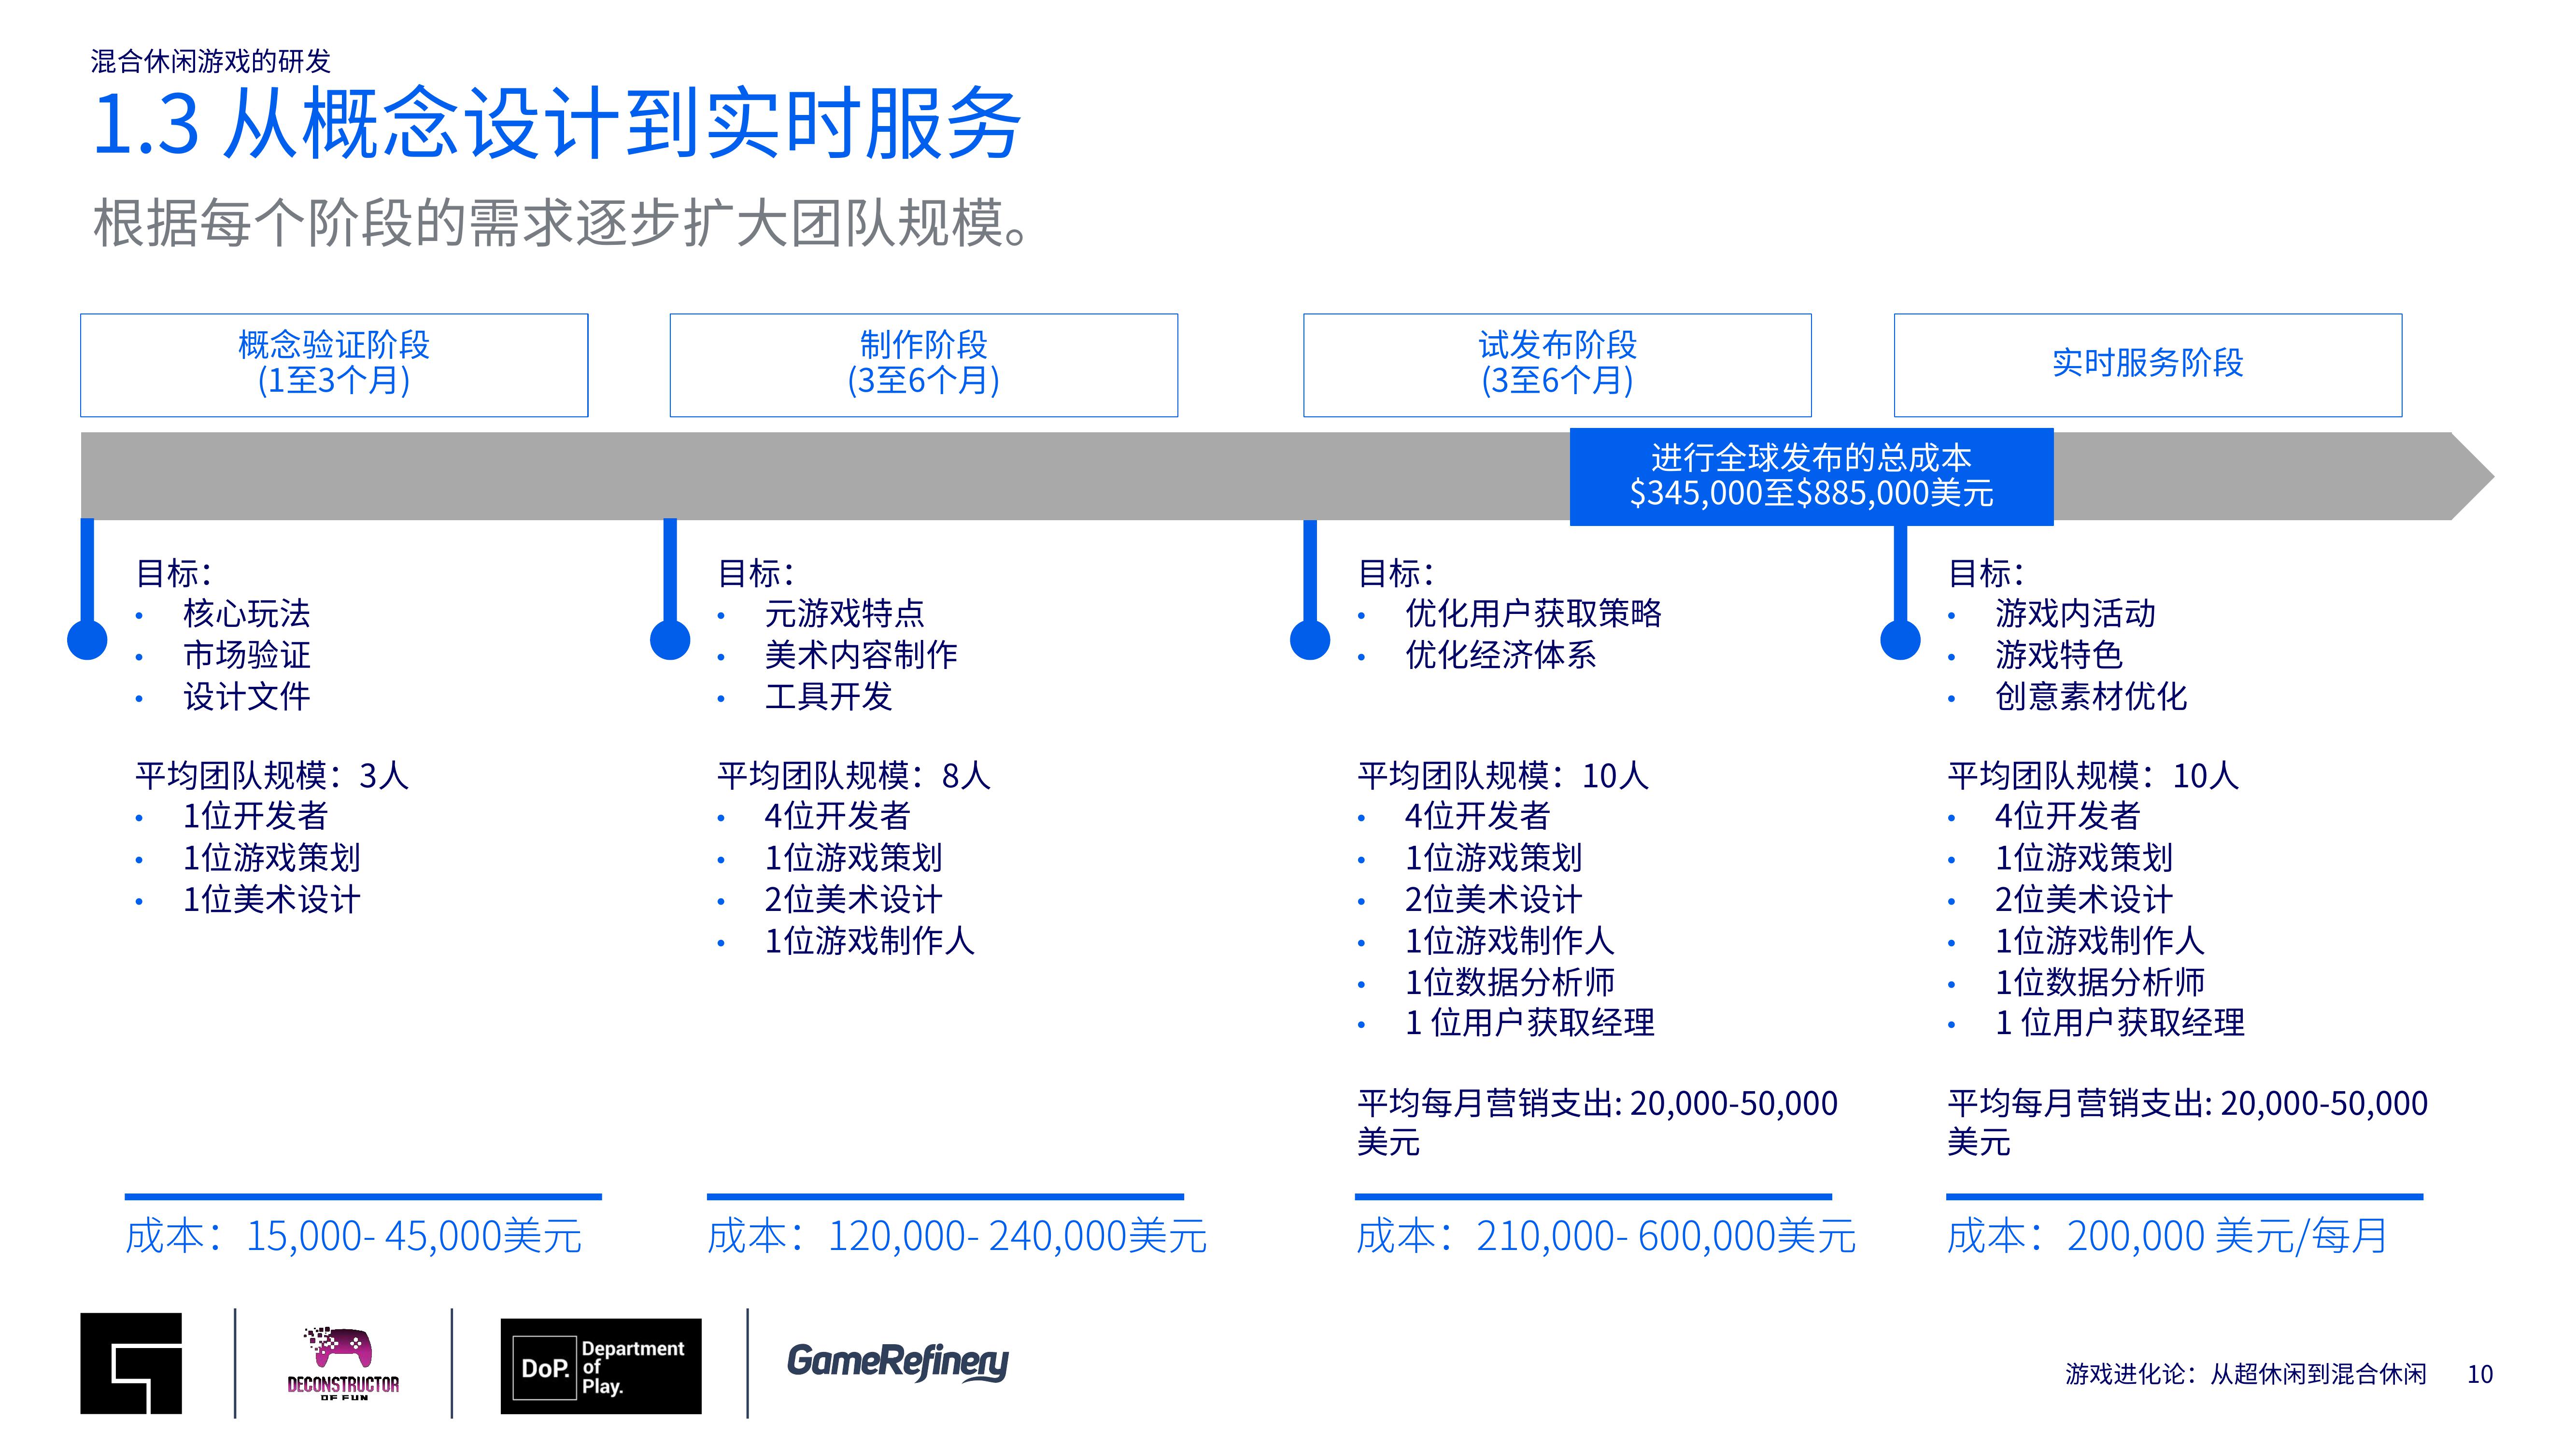 混合休闲游戏的研发
1.3 从概念设计到实时服务
根据每个阶段的需求逐步扩大团队规模。
概念验证阶段
(1至3个月)
制作阶段
(3至6个月)
试发布阶段
(3至6个月)
实时服务阶段
进行全球发布的总成本
$345,000至$885,000美元
目标：
• 核心玩法
• 市场验证
• 设计文件
平均团队规模：3人
• 1位开发者
• 1位游戏策划
• 1位美术设计
成本：15,000- 45,000美元
目标：
• 元游戏特点
• 美术内容制作
• 工具开发
平均团队规模：8人
• 4位开发者
• 1位游戏策划
• 2位美术设计
• 1位游戏制作人
成本：120,000- 240,000美元
目标：
• 优化用户获取策略
• 优化经济体系
平均团队规模：10人
• 4位开发者
• 1位游戏策划
• 2位美术设计
• 1位游戏制作人
• 1位数据分析师
• 1 位用户获取经理
平均每月营销支出: 20,000-50,000
美元
成本：210,000- 600,000美元
目标：
• 游戏内活动
• 游戏特色
• 创意素材优化
平均团队规模：10人
• 4位开发者
• 1位游戏策划
• 2位美术设计
• 1位游戏制作人
• 1位数据分析师
• 1 位用户获取经理
平均每月营销支出: 20,000-50,000
美元
成本：200,000 美元/每月
DECONSTRUCTOR
OF FUN
DoP.
Department
of
Play.
GameRefinery
游戏进化论：从超休闲到混合休闲 10